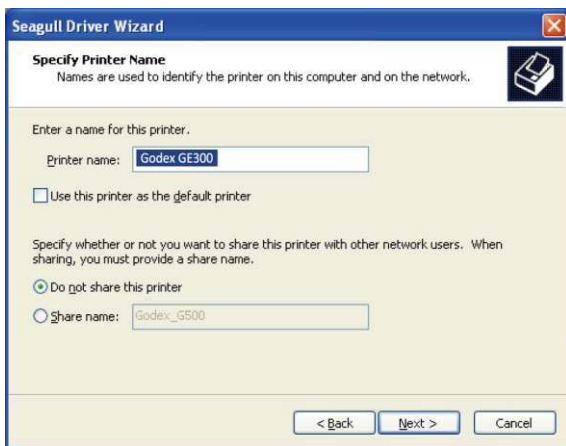 Seagull Driver Wizard
Specify Printer Name
Names are used to identify the printer on this computer and on the network.
Enter a name for this printer.
Printer name: Godex GE300
Use this printer as the default printer
Specify whether or not you want to share this printer with other network users. When
sharing, you must provide a share name.
Do not share this printer
Share name: Godex_G500
< Back Next > Cancel